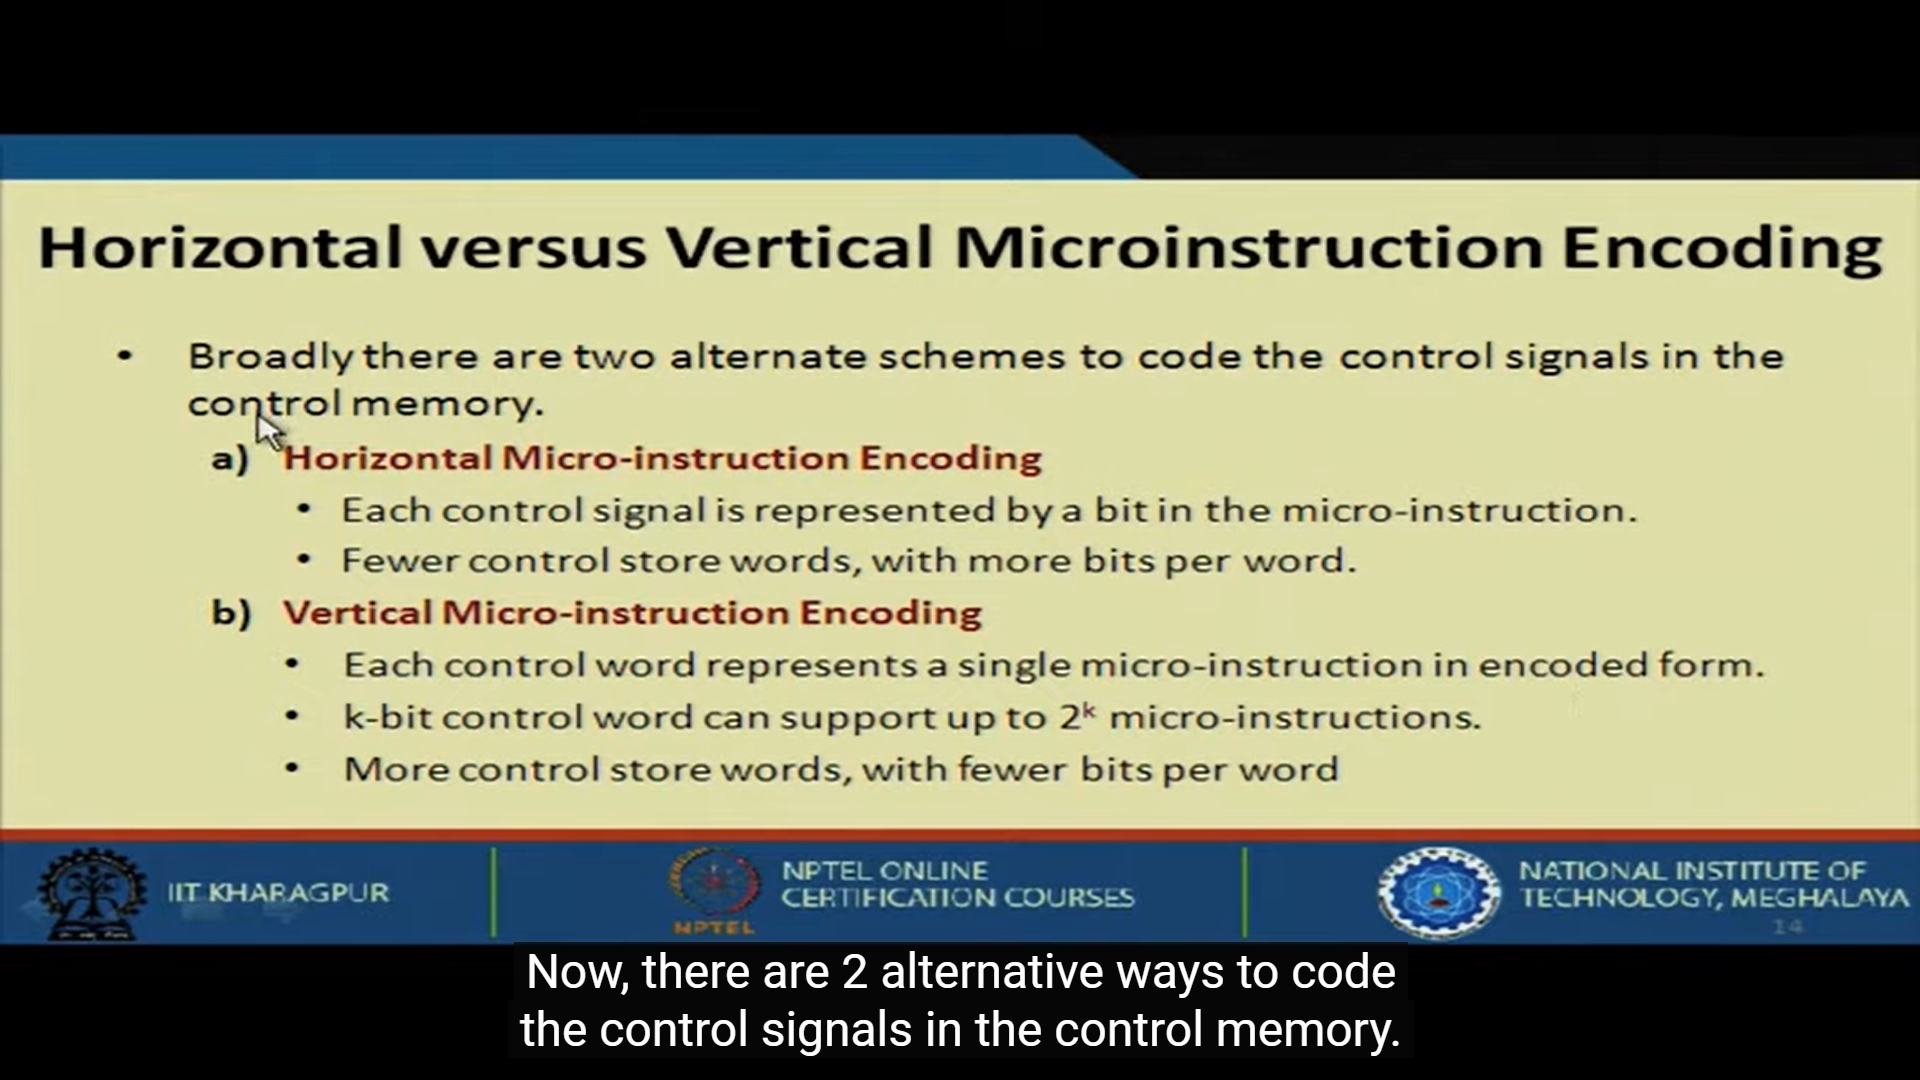 Horizontal versus Vertical Microinstruction Encoding
• Broadly there are two alternate schemes to code the control signals in the
control memory.
a) Horizontal Micro-instruction Encoding
• Each control signal is represented by a bit in the micro-instruction.
• Fewer control store words, with more bits per word.
b) Vertical Micro-instruction Encoding
• Each control word represents a single micro-instruction in encoded form.
• k-bit control word can support up to 2ᵏ micro-instructions.
• More control store words, with fewer bits per word
IIT KHARAGPUR
NPTEL
NPTEL ONLINE
CERTIFICATION COURSES
NATIONAL INSTITUTE OF
TECHNOLOGY, MEGHALAYA
14
Now, there are 2 alternative ways to code
the control signals in the control memory.